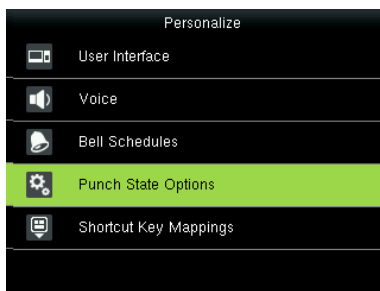 Personalize
User Interface
Voice
Bell Schedules
Punch State Options
Shortcut Key Mappings